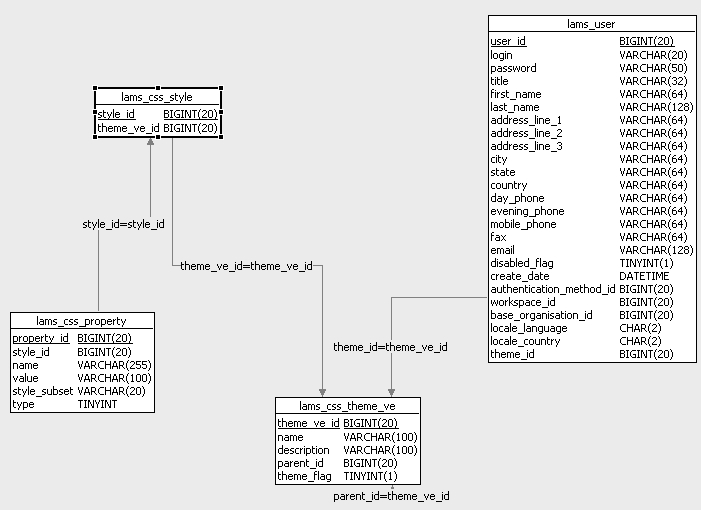 lams_user
user_id BIGINT(20)
login VARCHAR(20)
password VARCHAR(50)
title VARCHAR(32)
first_name VARCHAR(64)
last_name VARCHAR(128)
address_line_1 VARCHAR(64)
address_line_2 VARCHAR(64)
address_line_3 VARCHAR(64)
city VARCHAR(64)
state VARCHAR(64)
country VARCHAR(64)
day_phone VARCHAR(64)
evening_phone VARCHAR(64)
mobile_phone VARCHAR(64)
fax VARCHAR(64)
email VARCHAR(128)
disabled_flag TINYINT(1)
create_date DATETIME
authentication_method_id BIGINT(20)
workspace_id BIGINT(20)
base_organisation_id BIGINT(20)
locale_language CHAR(2)
locale_country CHAR(2)
theme_id BIGINT(20)
lams_css_style
style_id BIGINT(20)
theme_ve_id BIGINT(20)
style_id=style_id
theme_ve_id=theme_ve_id
lams_css_property
property_id BIGINT(20)
style_id BIGINT(20)
name VARCHAR(255)
value VARCHAR(100)
style_subset VARCHAR(20)
type TINYINT
theme_id=theme_ve_id
lams_css_theme_ve
theme_ve_id BIGINT(20)
name VARCHAR(100)
description VARCHAR(100)
parent_id BIGINT(20)
theme_flag TINYINT(1)
parent_id=theme_ve_id